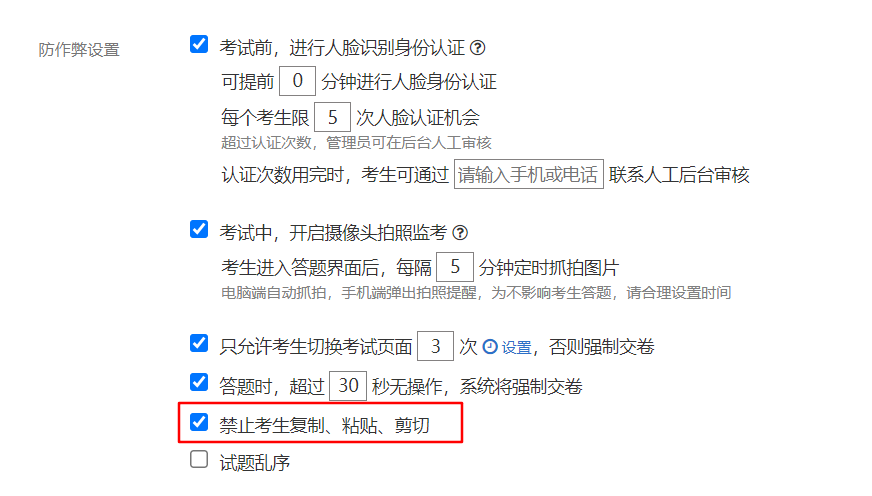 防作弊设置
考试前，进行人脸识别身份认证 ?
可提前 0 分钟进行人脸身份认证
每个考生限 5 次人脸认证机会
超过认证次数，管理员可在后台人工审核
认证次数用完时，考生可通过 请输入手机或电话 联系人工后台审核
考试中，开启摄像头拍照监考 ?
考生进入答题界面后，每隔 5 分钟定时抓拍图片
电脑端自动抓拍，手机端弹出拍照提醒，为不影响考生答题，请合理设置时间
只允许考生切换考试页面 3 次 设置，否则强制交卷
答题时，超过 30 秒无操作，系统将强制交卷
禁止考生复制、粘贴、剪切
试题乱序